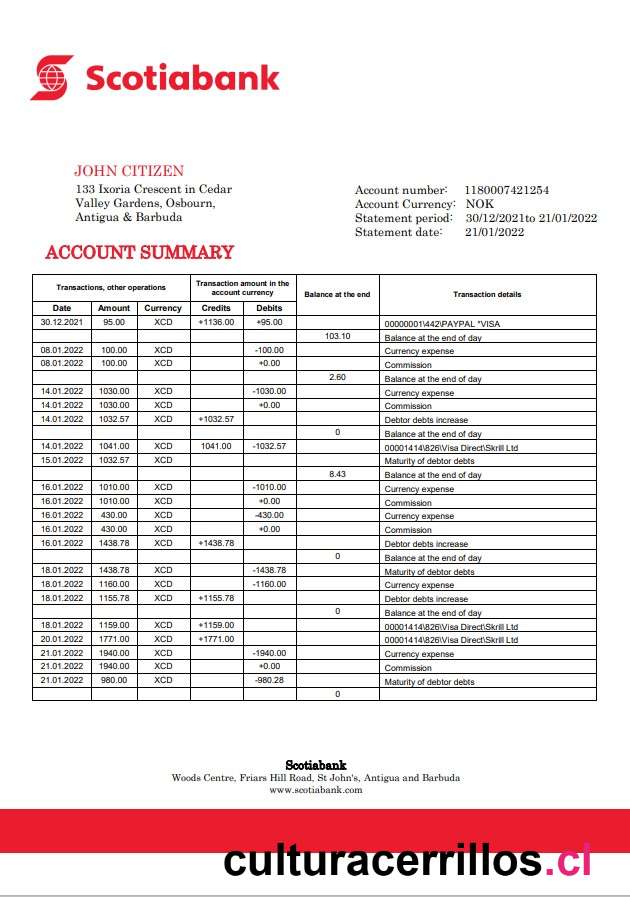 Scotiabank
JOHN CITIZEN
133 Ixoria Crescent in Cedar
Valley Gardens, Osbourn,
Antigua & Barbuda
Account number: 1180007421254
Account Currency: NOK
Statement period: 30/12/2021to 21/01/2022
Statement date: 21/01/2022
ACCOUNT SUMMARY
Transactions, other operations Transaction amount in the account currency Balance at the end Transaction details
Date Amount Currency Credits Debits
30.12.2021 95.00 XCD +1136.00 +95.00 00000001\442\PAYPAL *VISA
103.10 Balance at the end of day
08.01.2022 100.00 XCD -100.00 Currency expense
08.01.2022 100.00 XCD +0.00 Commission
2.60 Balance at the end of day
14.01.2022 1030.00 XCD -1030.00 Currency expense
14.01.2022 1030.00 XCD +0.00 Commission
14.01.2022 1032.57 XCD +1032.57 Debtor debts increase
0 Balance at the end of day
14.01.2022 1041.00 XCD 1041.00 -1032.57 00001414\826\Visa Direct\Skrill Ltd
15.01.2022 1032.57 XCD Maturity of debtor debts
8.43 Balance at the end of day
16.01.2022 1010.00 XCD -1010.00 Currency expense
16.01.2022 1010.00 XCD +0.00 Commission
16.01.2022 430.00 XCD -430.00 Currency expense
16.01.2022 430.00 XCD +0.00 Commission
16.01.2022 1438.78 XCD +1438.78 Debtor debts increase
0 Balance at the end of day
18.01.2022 1438.78 XCD -1438.78 Maturity of debtor debts
18.01.2022 1160.00 XCD -1160.00 Currency expense
18.01.2022 1155.78 XCD +1155.78 Debtor debts increase
0 Balance at the end of day
18.01.2022 1159.00 XCD +1159.00 00001414\826\Visa Direct\Skrill Ltd
20.01.2022 1771.00 XCD +1771.00 00001414\826\Visa Direct\Skrill Ltd
21.01.2022 1940.00 XCD -1940.00 Currency expense
21.01.2022 1940.00 XCD +0.00 Commission
21.01.2022 980.00 XCD -980.28 Maturity of debtor debts
0
Scotiabank
Woods Centre, Friars Hill Road, St John's, Antigua and Barbuda
www.scotiabank.com
culturacerrillos.cl